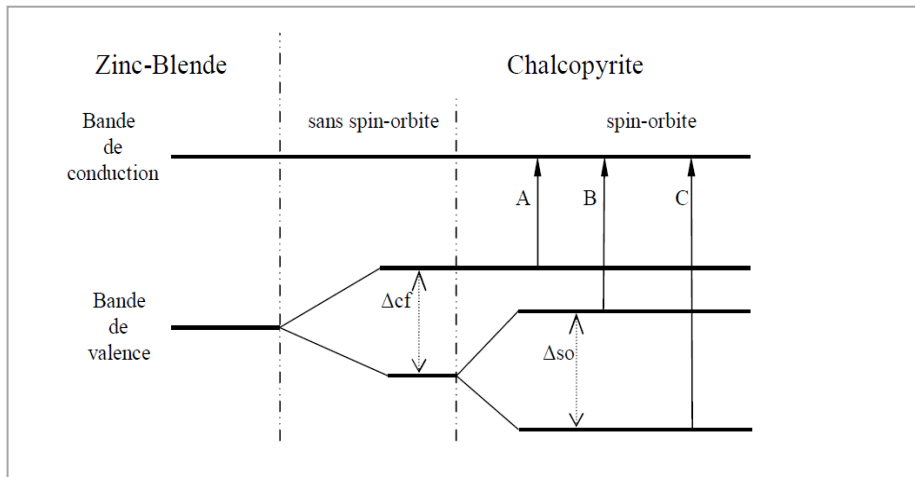 Zinc-Blende
Chalcopyrite
Bande
de
conduction
sans spin-orbite
spin-orbite
A
B
C
Bande
de
valence
Δcf
Δso